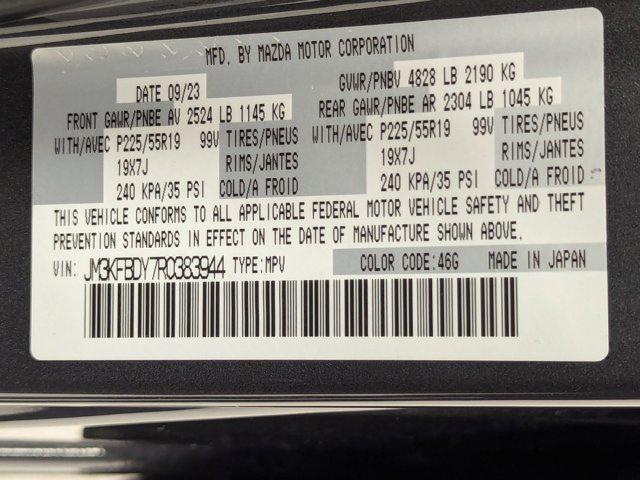 MFD. BY MAZDA MOTOR CORPORATION
DATE 09/23 GVWR/PNBV 4828 LB 2190 KG
FRONT GAWR/PNBE AV 2524 LB 1145 KG REAR GAWR/PNBE AR 2304 LB 1045 KG
WITH/AVEC P225/55R19 99V TIRES/PNEUS WITH/AVEC P225/55R19 99V TIRES/PNEUS
19X7J RIMS/JANTES 19X7J RIMS/JANTES
240 KPA/35 PSI COLD/A FROID 240 KPA/35 PSI COLD/A FROID
THIS VEHICLE CONFORMS TO ALL APPLICABLE FEDERAL MOTOR VEHICLE SAFETY AND THEFT
PREVENTION STANDARDS IN EFFECT ON THE DATE OF MANUFACTURE SHOWN ABOVE.
VIN: JM3KFBDY7R0383944 TYPE:MPV COLOR CODE:46G MADE IN JAPAN